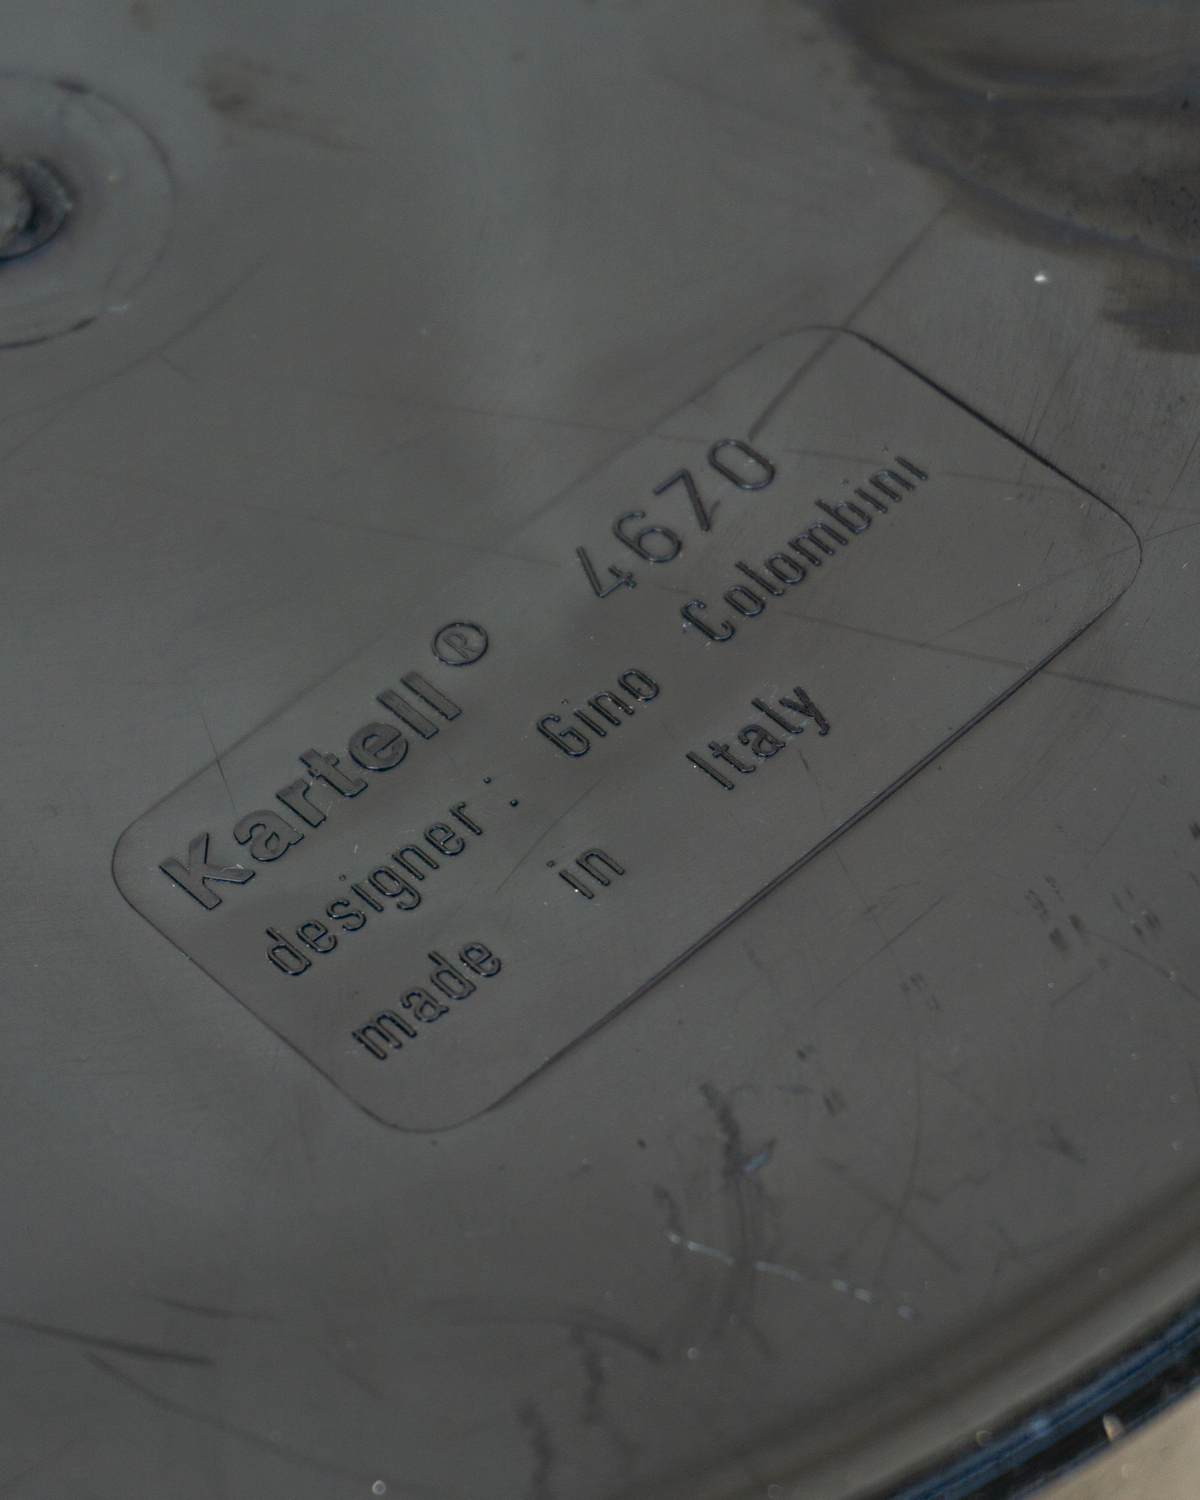 Kartell® 4670
designer: Gino Colombini
made in Italy